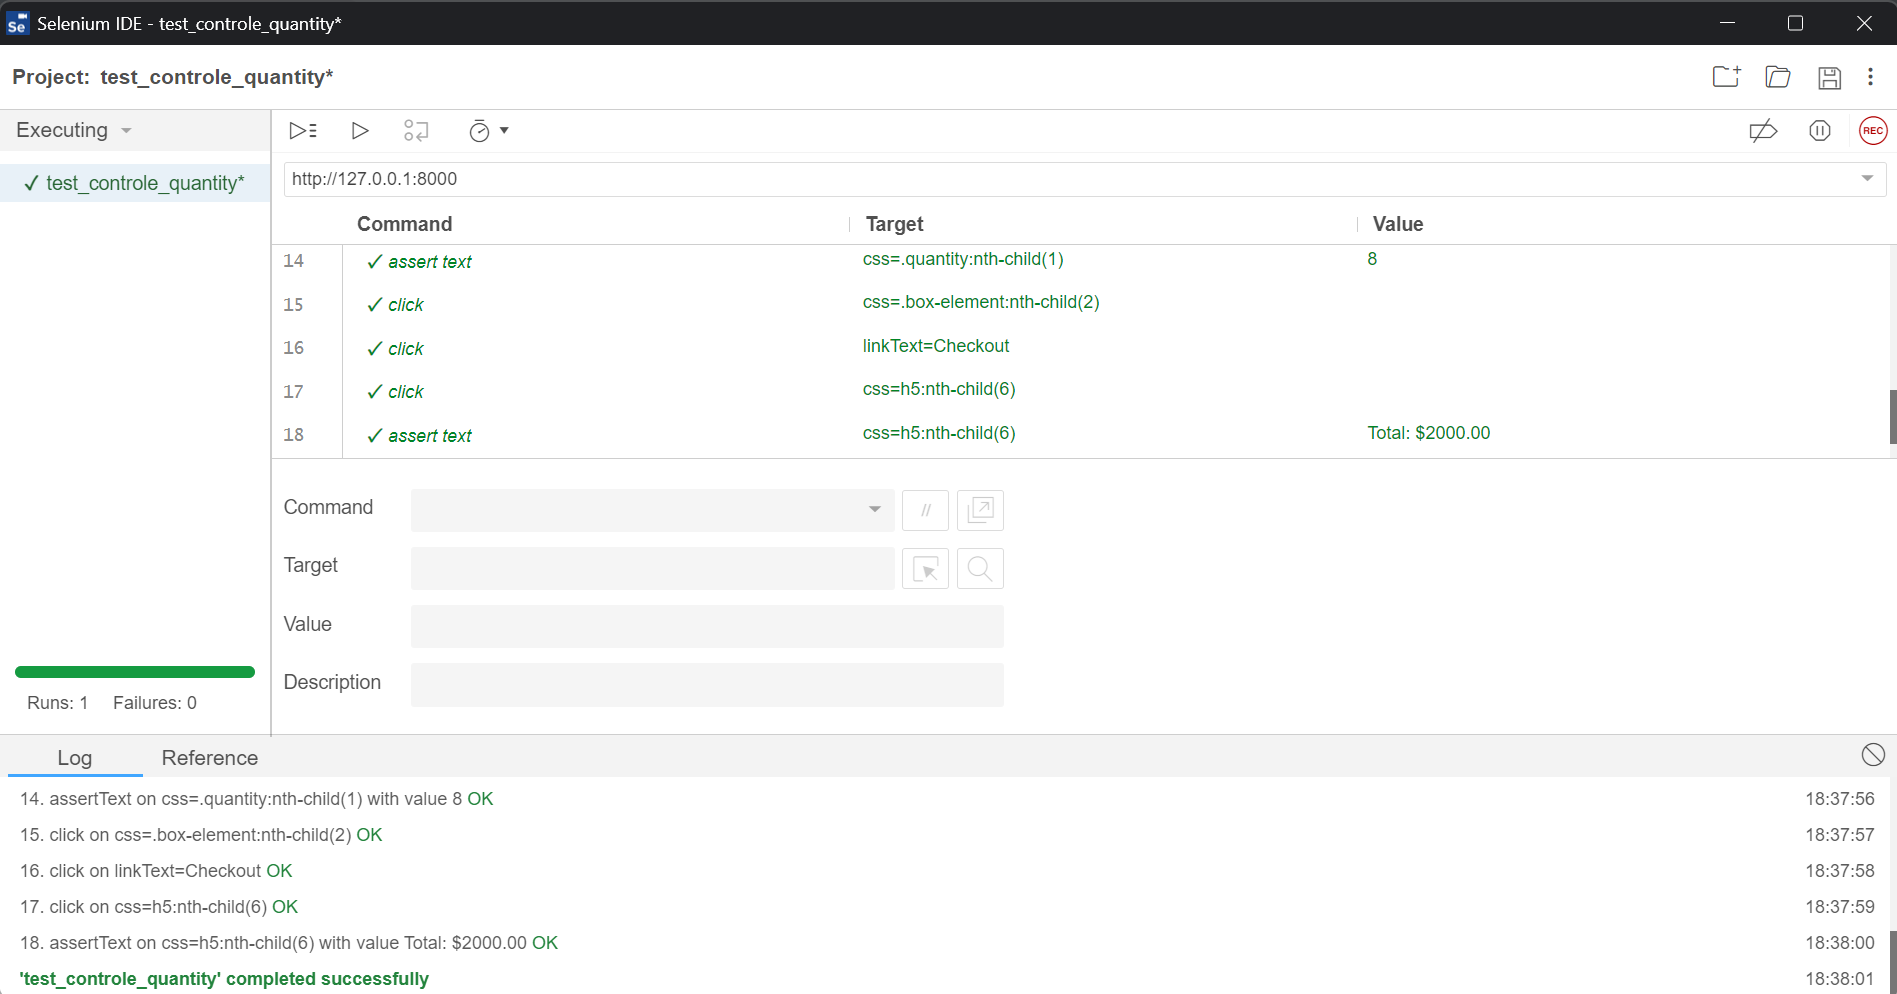 Se Selenium IDE - test_controle_quantity*
Project: test_controle_quantity*
Executing
✓ test_controle_quantity*
REC
http://127.0.0.1:8000
Command Target Value
14 ✓ assert text css=.quantity:nth-child(1) 8
15 ✓ click css=.box-element:nth-child(2)
16 ✓ click linkText=Checkout
17 ✓ click css=h5:nth-child(6)
18 ✓ assert text css=h5:nth-child(6) Total: $2000.00
Command //
Target
Value
Description
Runs: 1 Failures: 0
Log Reference
14. assertText on css=.quantity:nth-child(1) with value 8 OK 18:37:56
15. click on css=.box-element:nth-child(2) OK 18:37:57
16. click on linkText=Checkout OK 18:37:58
17. click on css=h5:nth-child(6) OK 18:37:59
18. assertText on css=h5:nth-child(6) with value Total: $2000.00 OK 18:38:00
'test_controle_quantity' completed successfully 18:38:01